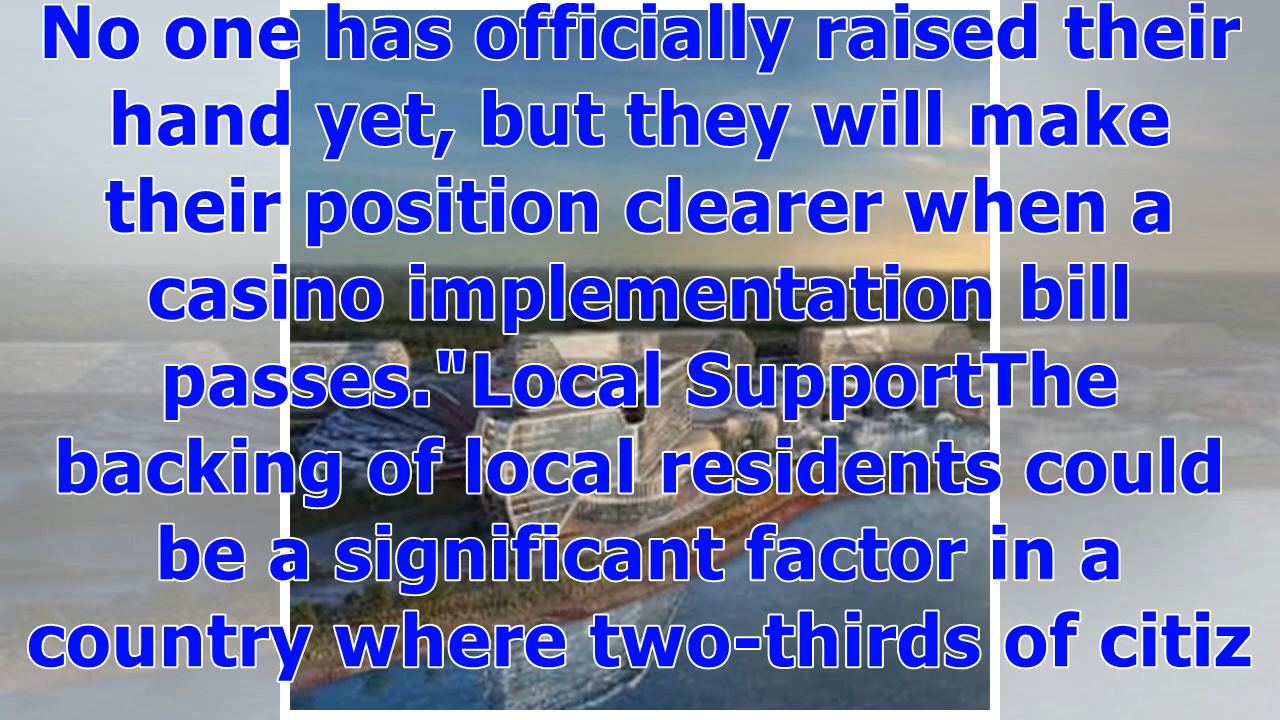 No one has officially raised their
hand yet, but they will make
their position clearer when a
casino implementation bill
passes."Local SupportThe
backing of local residents could
be a significant factor in a
country where two-thirds of citiz